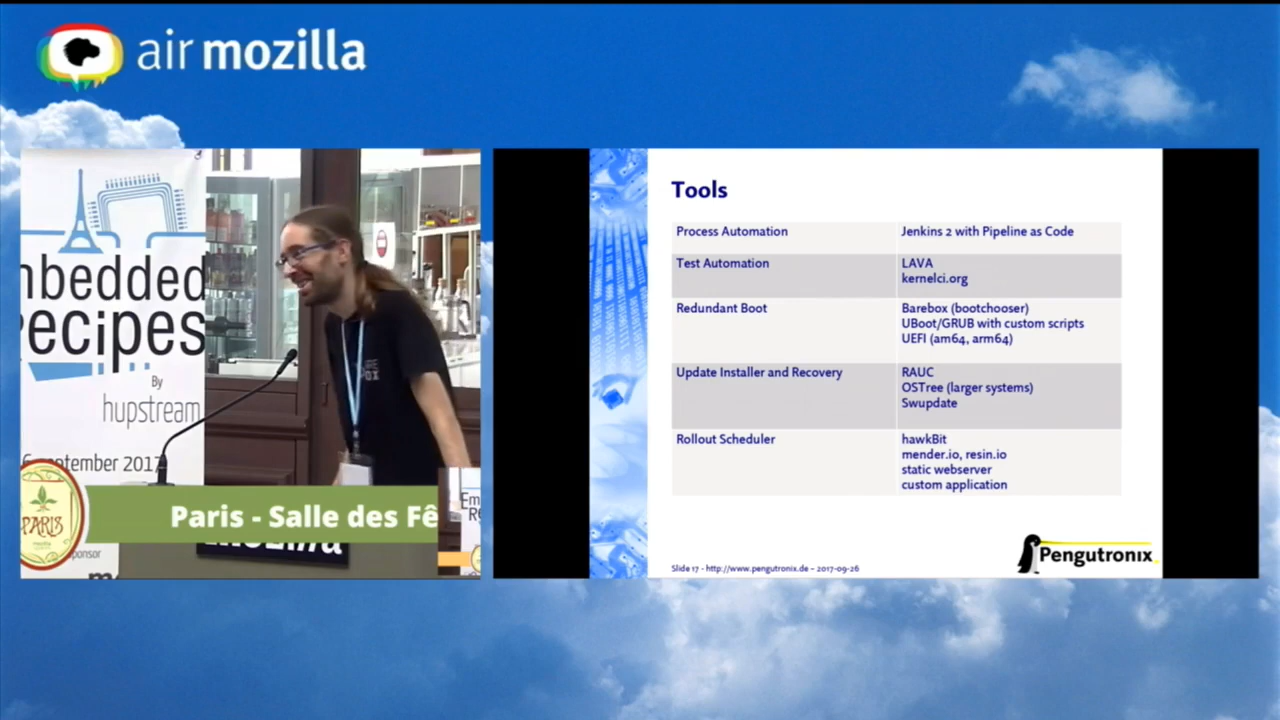 air mozilla
mbedded
ecipes
By
hupstream
september 2017
PARIS
mozilla
Paris - Salle des Fê
ponsor
Em
Tools
Process Automation
Jenkins 2 with Pipeline as Code
Test Automation
LAVA
kernelci.org
Redundant Boot
Barebox (bootchooser)
UBoot/GRUB with custom scripts
UEFI (am64, arm64)
Update Installer and Recovery
RAUC
OSTree (larger systems)
Swupdate
Rollout Scheduler
hawkBit
mender.io, resin.io
static webserver
custom application
Pengutronix
Slide 17 - http://www.pengutronix.de - 2017-09-26